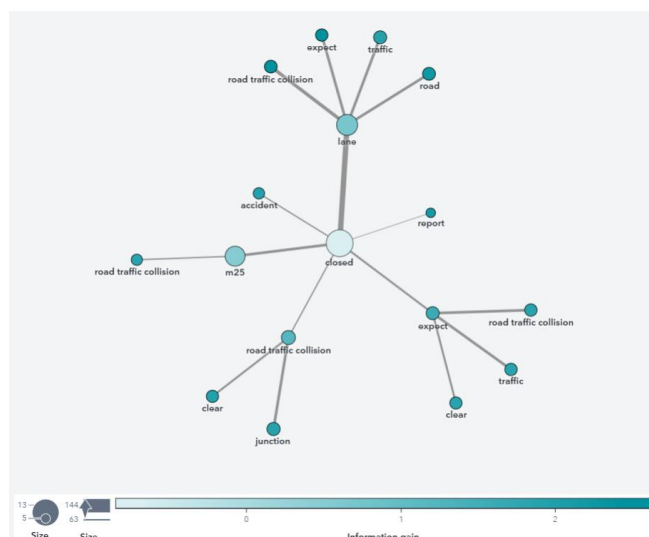 expect
traffic
road traffic collision
road
lane
accident
report
closed
road traffic collision
m25
expect
road traffic collision
road traffic collision
traffic
clear
clear
junction
13
5
Size
144
63
Size
0
1
2
Information gain